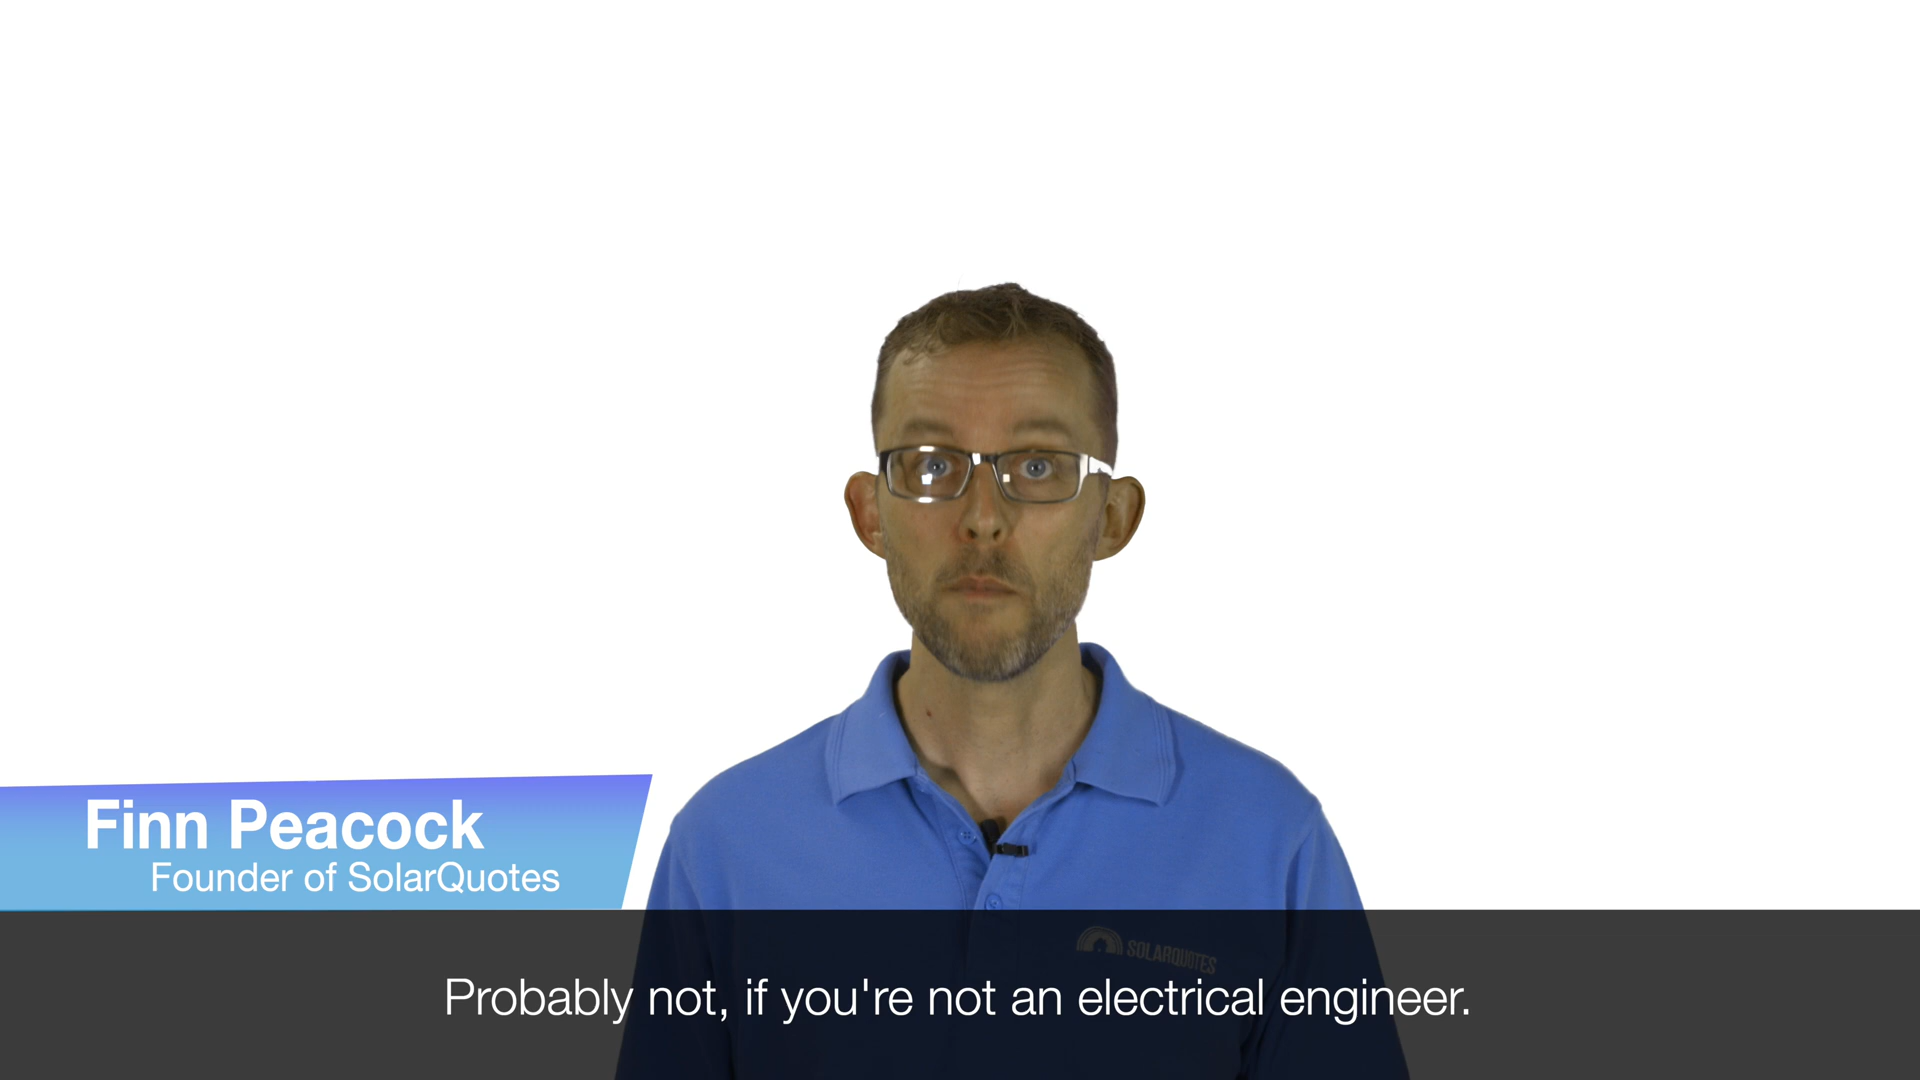 Finn Peacock
Founder of SolarQuotes
SOLARQUOTES
Probably not, if you're not an electrical engineer.